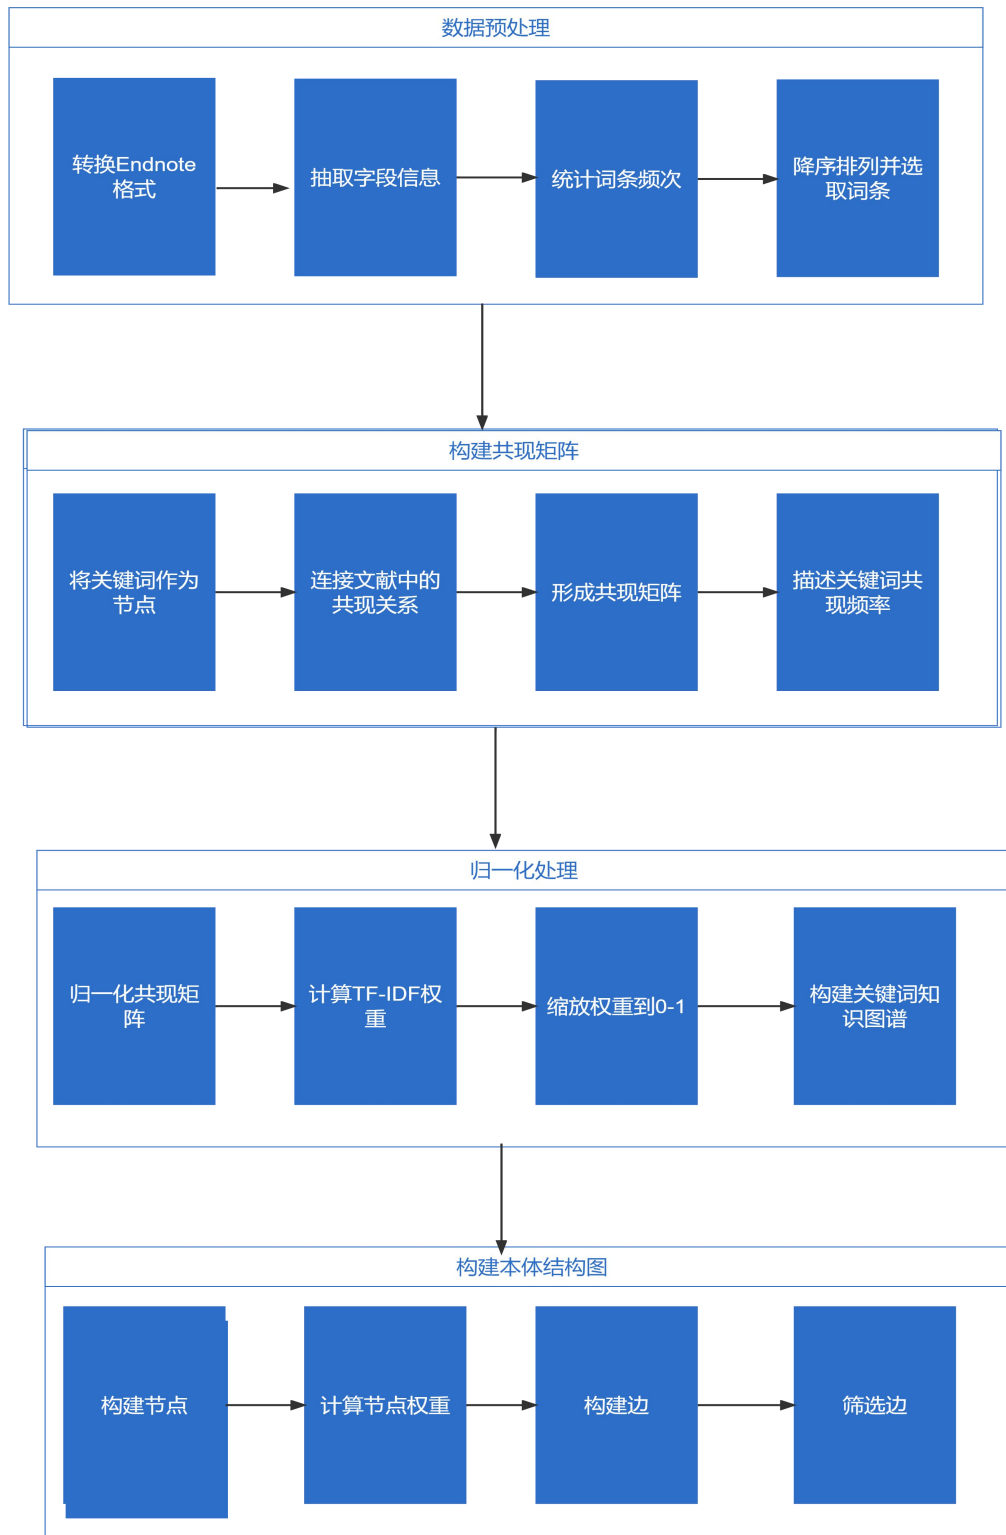 数据预处理
转换Endnote
格式
抽取字段信息
统计词条频次
降序排列并选
取词条
构建共现矩阵
将关键词作为
节点
连接文献中的
共现关系
形成共现矩阵
描述关键词共
现频率
归一化处理
归一化共现矩
阵
计算TF-IDF权
重
缩放权重到0-1
构建关键词知
识图谱
构建本体结构图
构建节点
计算节点权重
构建边
筛选边